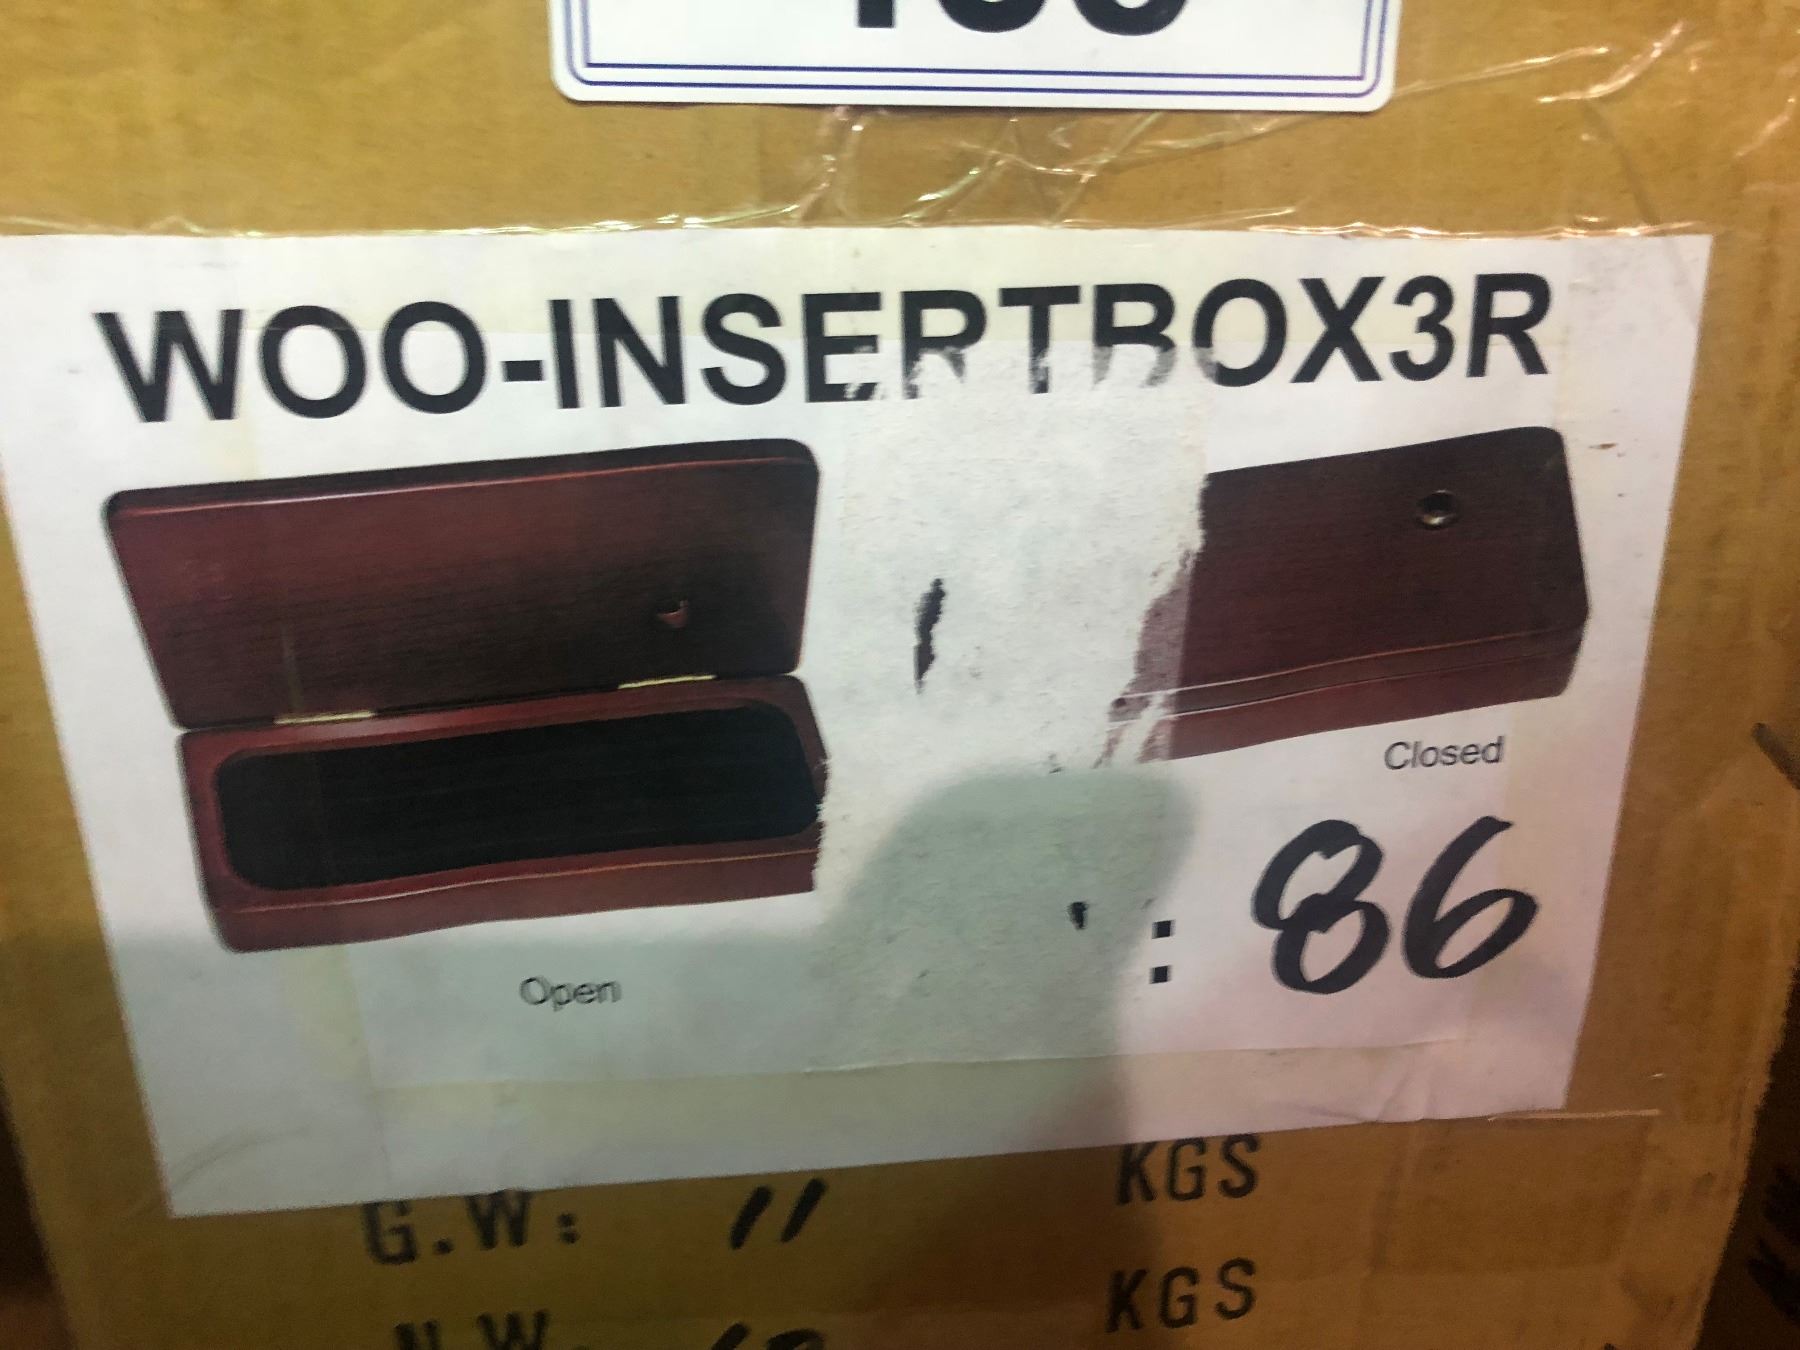 WOO-INSERTBOX3R
Closed
: 86
Open
G.W: 11 KGS
N.W: KGS